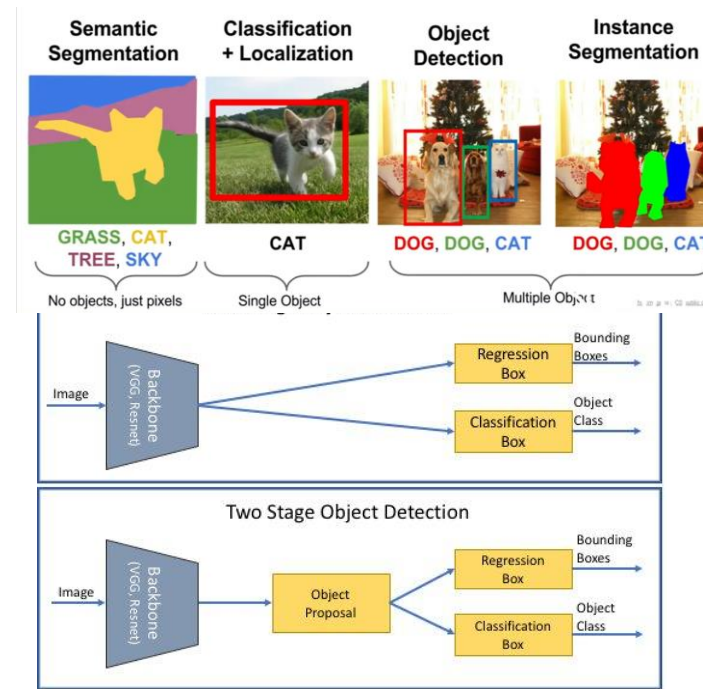 Semantic
Segmentation
Classification
+ Localization
Object
Detection
Instance
Segmentation
GRASS, CAT,
TREE, SKY
CAT
DOG, DOG, CAT
DOG, DOG, CAT
No objects, just pixels
Single Object
Multiple Object
Image
Backbone
(VGG, Resnet)
Regression
Box
Bounding
Boxes
Classification
Box
Object
Class
Two Stage Object Detection
Image
Backbone
(VGG, Resnet)
Object
Proposal
Regression
Box
Bounding
Boxes
Classification
Box
Object
Class